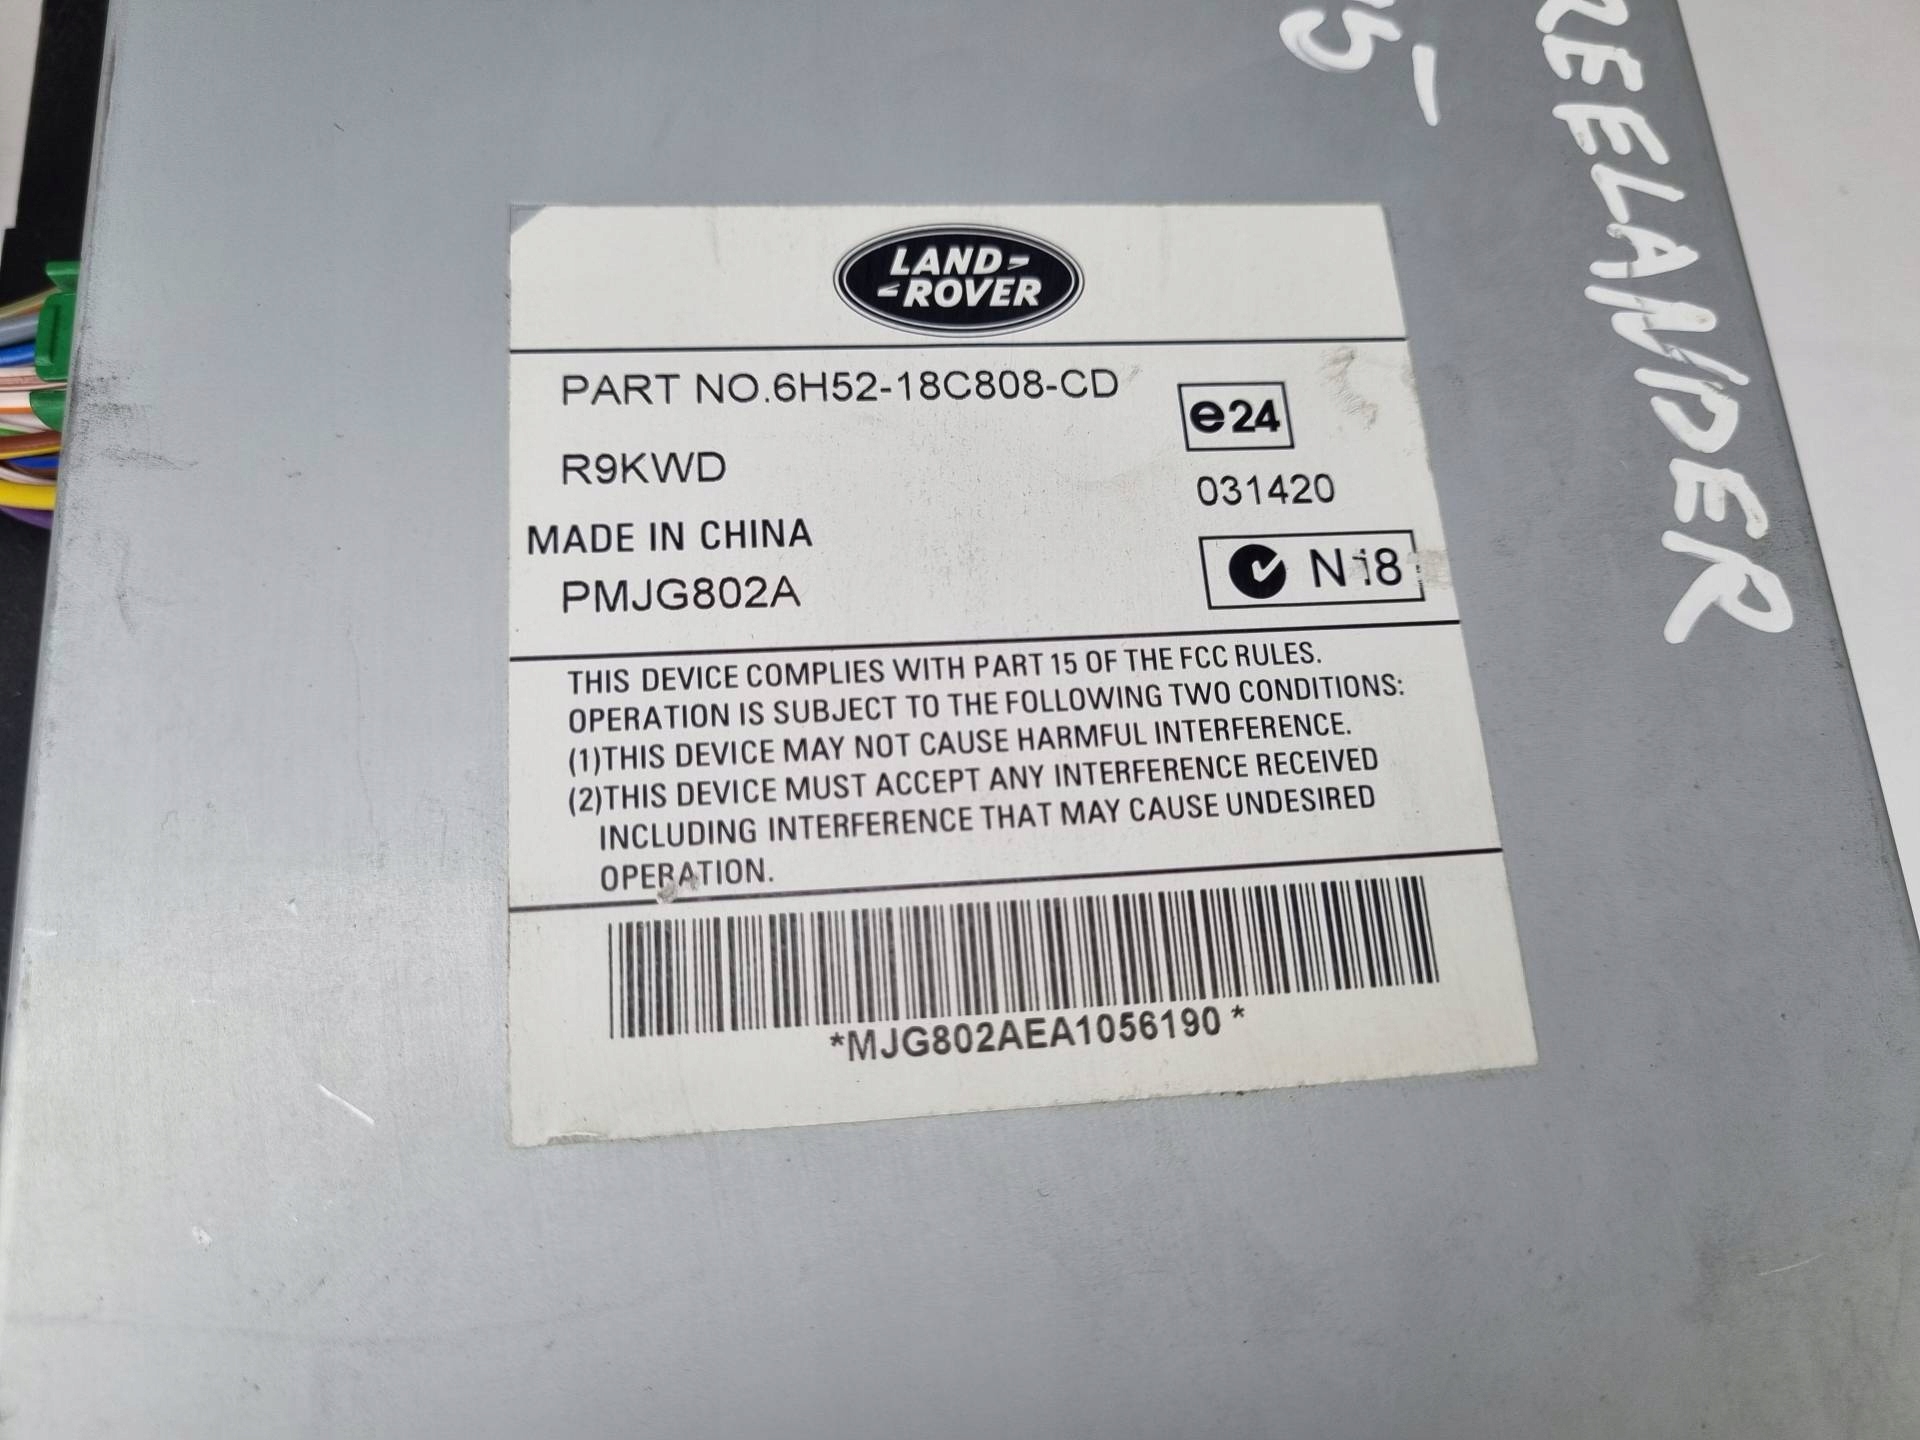 LAND-
-ROVER
PART NO.6H52-18C808-CD
e24
R9KWD
031420
MADE IN CHINA
PMJG802A
THIS DEVICE COMPLIES WITH PART 15 OF THE FCC RULES.
OPERATION IS SUBJECT TO THE FOLLOWING TWO CONDITIONS:
(1)THIS DEVICE MAY NOT CAUSE HARMFUL INTERFERENCE.
(2)THIS DEVICE MUST ACCEPT ANY INTERFERENCE RECEIVED
INCLUDING INTERFERENCE THAT MAY CAUSE UNDESIRED
OPERATION.
*MJG802AEA1056190*
REELANDER